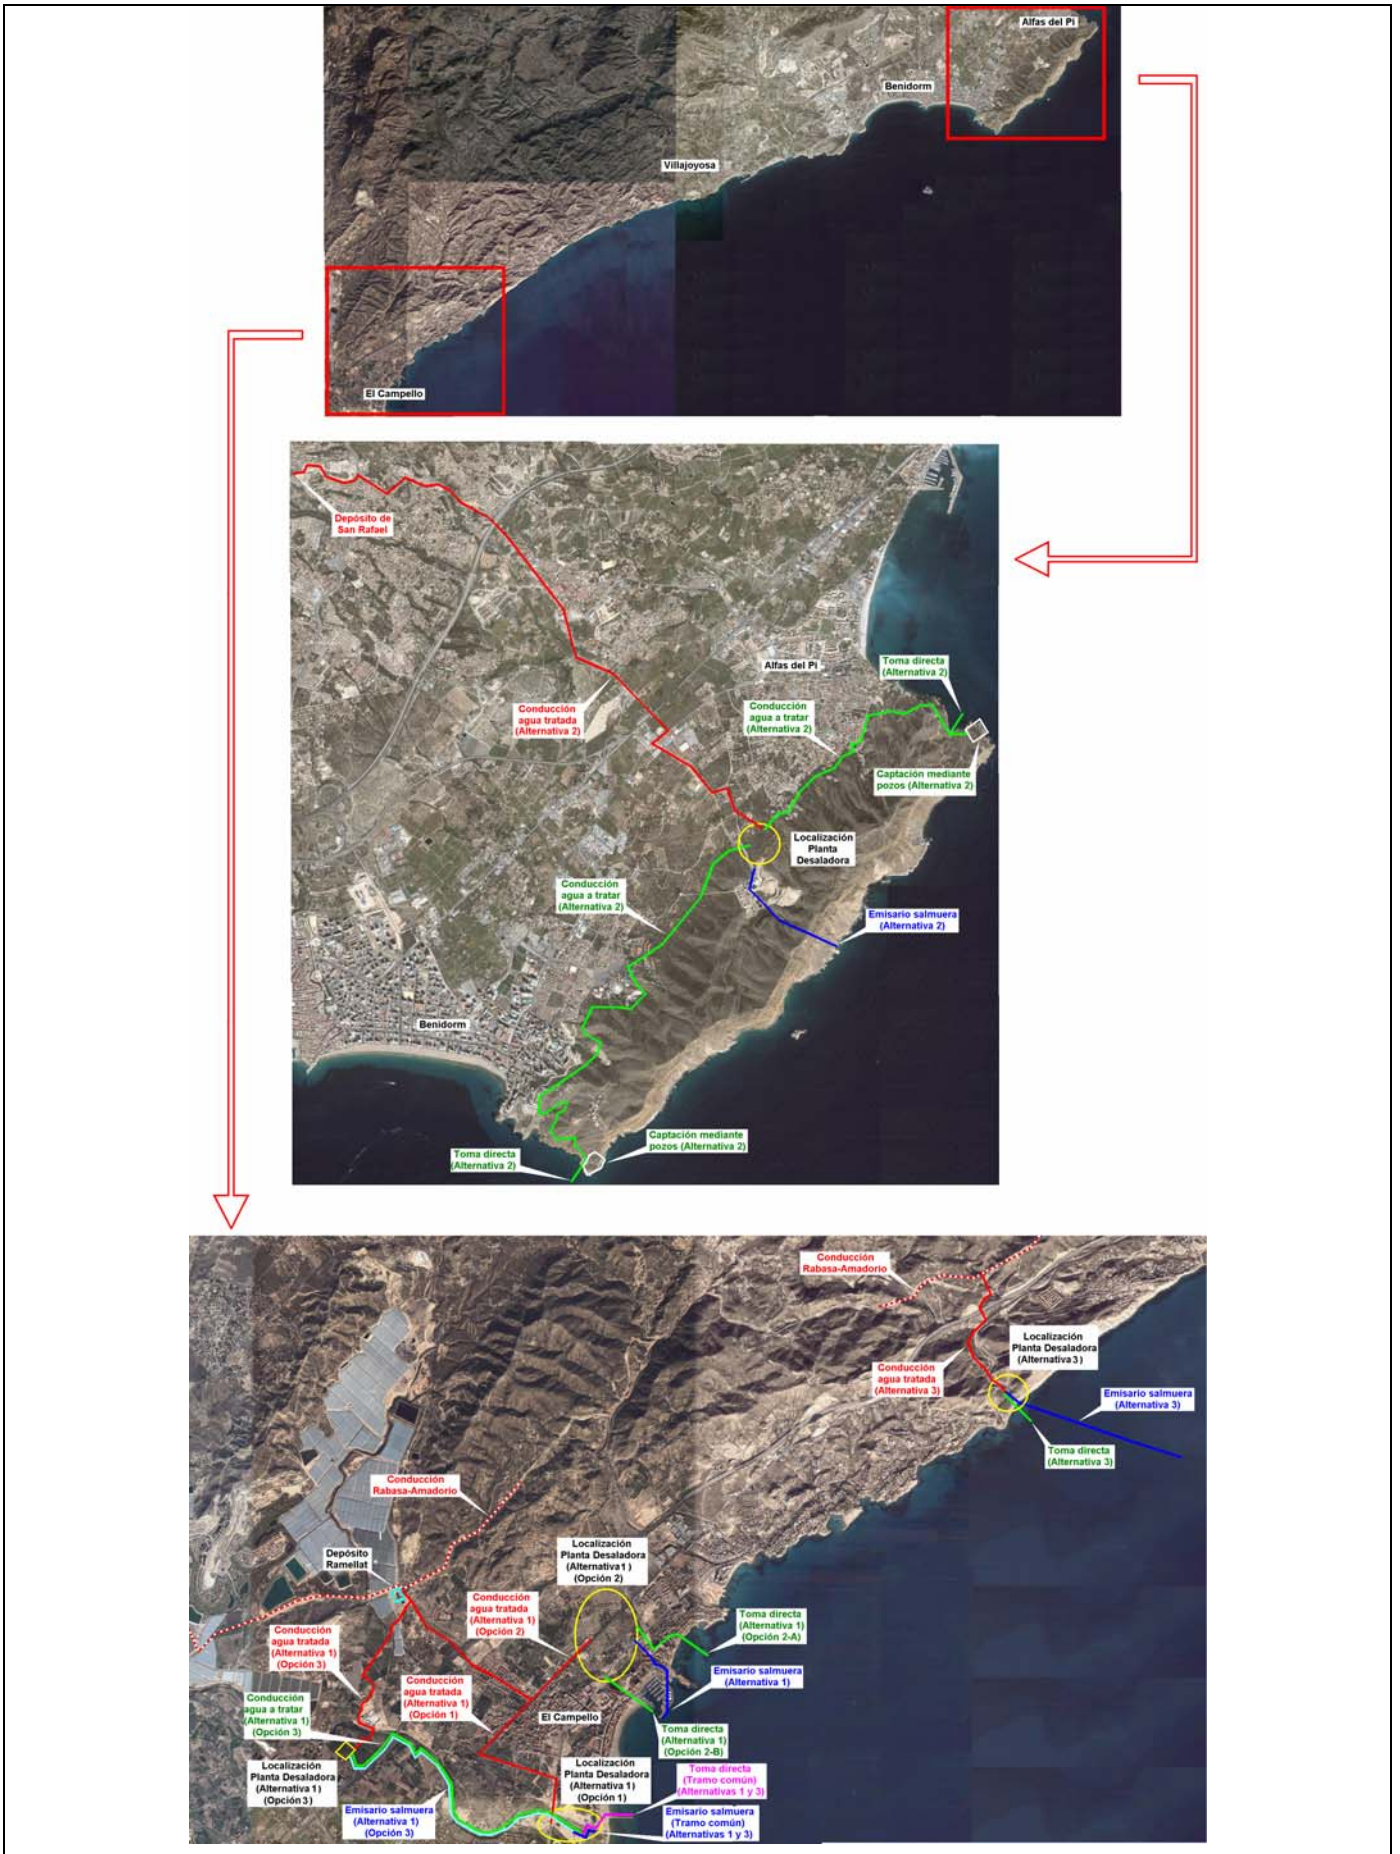 Alfas del Pi
Benidorm
Villajoyosa
El Campello
Depósito de
San Rafael
Alfas del Pi
Toma directa
(Alternativa 2)
Conducción
agua tratada
(Alternativa 2)
Conducción
agua a tratar
(Alternativa 2)
Captación mediante
pozos (Alternativa 2)
Localización
Planta
Desaladora
Conducción
agua a tratar
(Alternativa 2)
Emisario salmuera
(Alternativa 2)
Benidorm
Captación mediante
pozos (Alternativa 2)
Toma directa
(Alternativa 2)
Conducción
Rabasa-Amadorio
Localización
Planta Desaladora
(Alternativa 3)
Conducción
agua tratada
(Alternativa 3)
Emisario salmuera
(Alternativa 3)
Toma directa
(Alternativa 3)
Conducción
Rabasa-Amadorio
Depósito
Ramellat
Localización
Planta Desaladora
(Alternativa 1)
(Opción 2)
Conducción
agua tratada
(Alternativa 1)
(Opción 2)
Toma directa
(Alternativa 1)
(Opción 2-A)
Conducción
agua tratada
(Alternativa 1)
(Opción 3)
Emisario salmuera
(Alternativa 1)
Conducción
agua tratada
(Alternativa 1)
(Opción 1)
Conducción
agua a tratar
(Alternativa 1)
(Opción 3)
El Campello
Toma directa
(Alternativa 1)
(Opción 2-B)
Localización
Planta Desaladora
(Alternativa 1)
(Opción 3)
Localización
Planta Desaladora
(Alternativa 1)
(Opción 1)
Toma directa
(Tramo común)
(Alternativas 1 y 3)
Emisario salmuera
(Alternativa 1)
(Opción 3)
Emisario salmuera
(Tramo común)
(Alternativas 1 y 3)